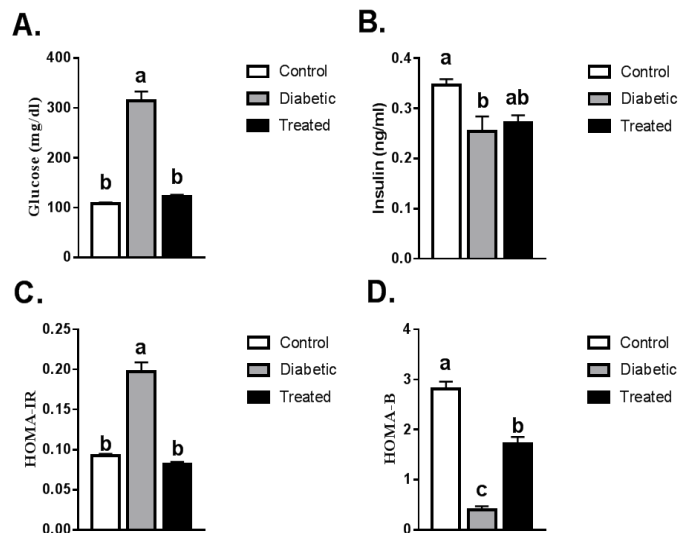 A.
Glucose (mg/dl)
400
300
200
100
0
b
a
b
Control
Diabetic
Treated
B.
Insulin (ng/ml)
0.4
0.3
0.2
0.1
0.0
a
b
ab
Control
Diabetic
Treated
C.
HOMA-IR
0.25
0.20
0.15
0.10
0.05
0.00
b
a
b
Control
Diabetic
Treated
D.
HOMA-B
4
3
2
1
0
a
c
b
Control
Diabetic
Treated